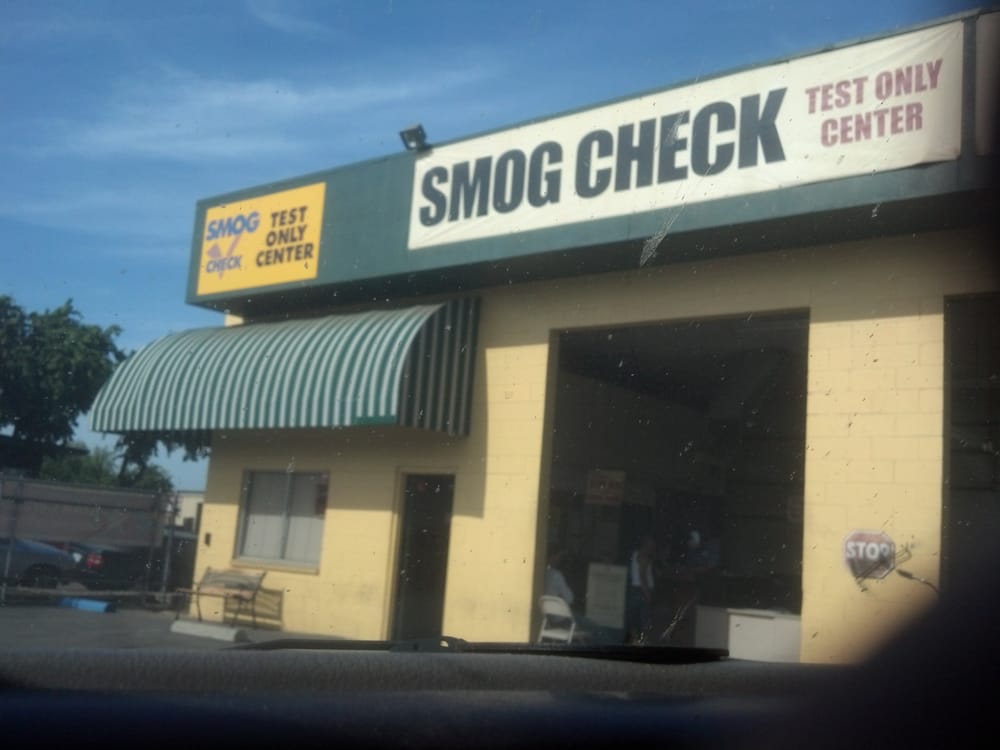 SMOG
CHECK
TEST
ONLY
CENTER
SMOG CHECK
TEST ONLY
CENTER
STOP